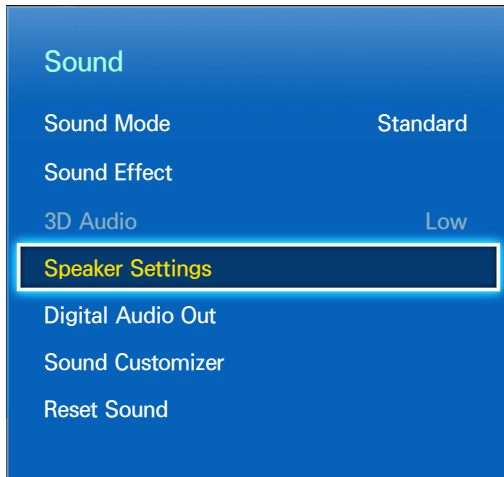 Sound
Sound Mode Standard
Sound Effect
3D Audio Low
Speaker Settings
Digital Audio Out
Sound Customizer
Reset Sound